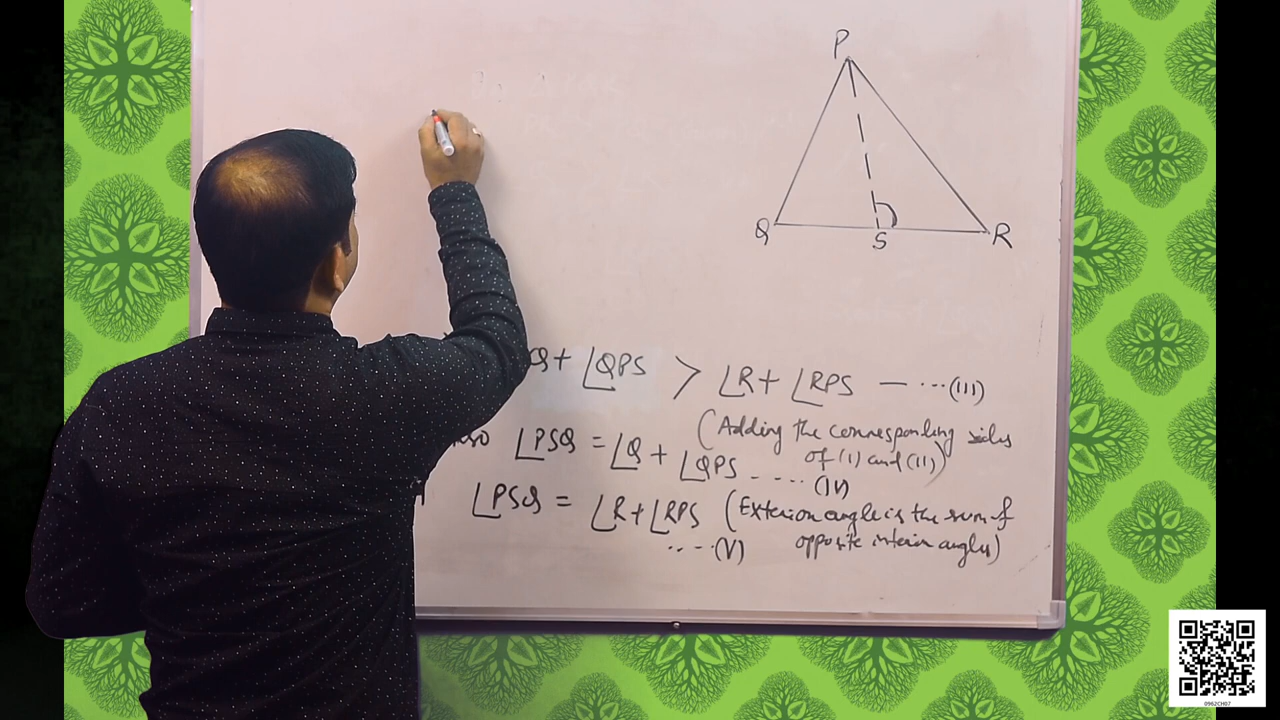 P
Q S R
Q + ∠QPS > ∠R + ∠RPS — ... (III)
(Adding the corresponding sides
of (I) and (II))
∠PSQ = ∠Q + ∠QPS ..... (IV)
∠PSQ = ∠R + ∠RPS (Exterior angle is the sum of
opposite interior angles)
.... (V)
0962CH07